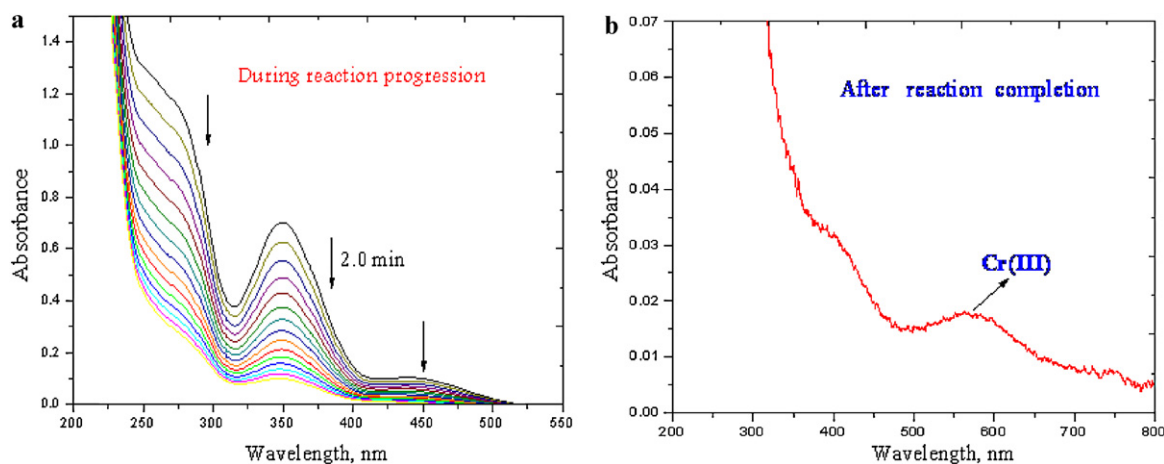 a
During reaction progression
2.0 min
Absorbance
1.4
1.2
1.0
0.8
0.6
0.4
0.2
0.0
200 250 300 350 400 450 500 550
Wavelength, nm
b
After reaction completion
Cr(III)
Absorbance
0.07
0.06
0.05
0.04
0.03
0.02
0.01
0.00
200 300 400 500 600 700 800
Wavelength, nm